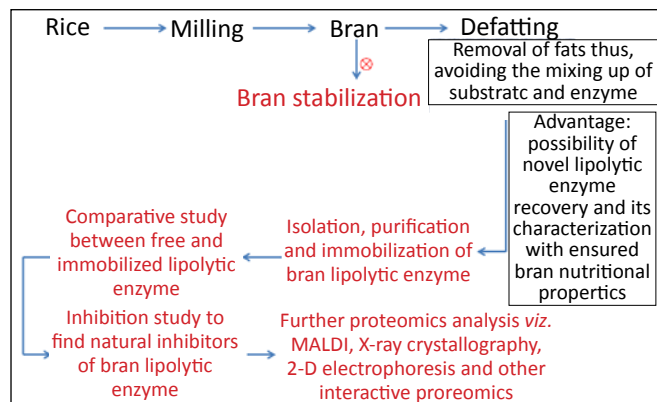 Rice Milling Bran Defatting
Removal of fats thus,
avoiding the mixing up of
substratc and enzyme
Bran stabilization
Advantage:
possibility of
novel lipolytic
enzyme
recovery and its
characterization
with ensured
bran nutritional
propertics
Isolation, purification
and immobilization of
bran lipolytic enzyme
Comparative study
between free and
immobilized lipolytic
enzyme
Inhibition study to
find natural inhibitors
of bran lipolytic
enzyme
Further proteomics analysis viz.
MALDI, X-ray crystallography,
2-D electrophoresis and other
interactive proreomics